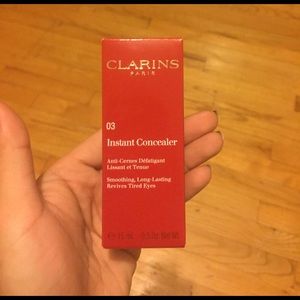 CLARINS
PARIS
03
Instant Concealer
Anti-Cernes Défatigant
Lissant et Tenue
Smoothing, Long-Lasting
Revives Tired Eyes